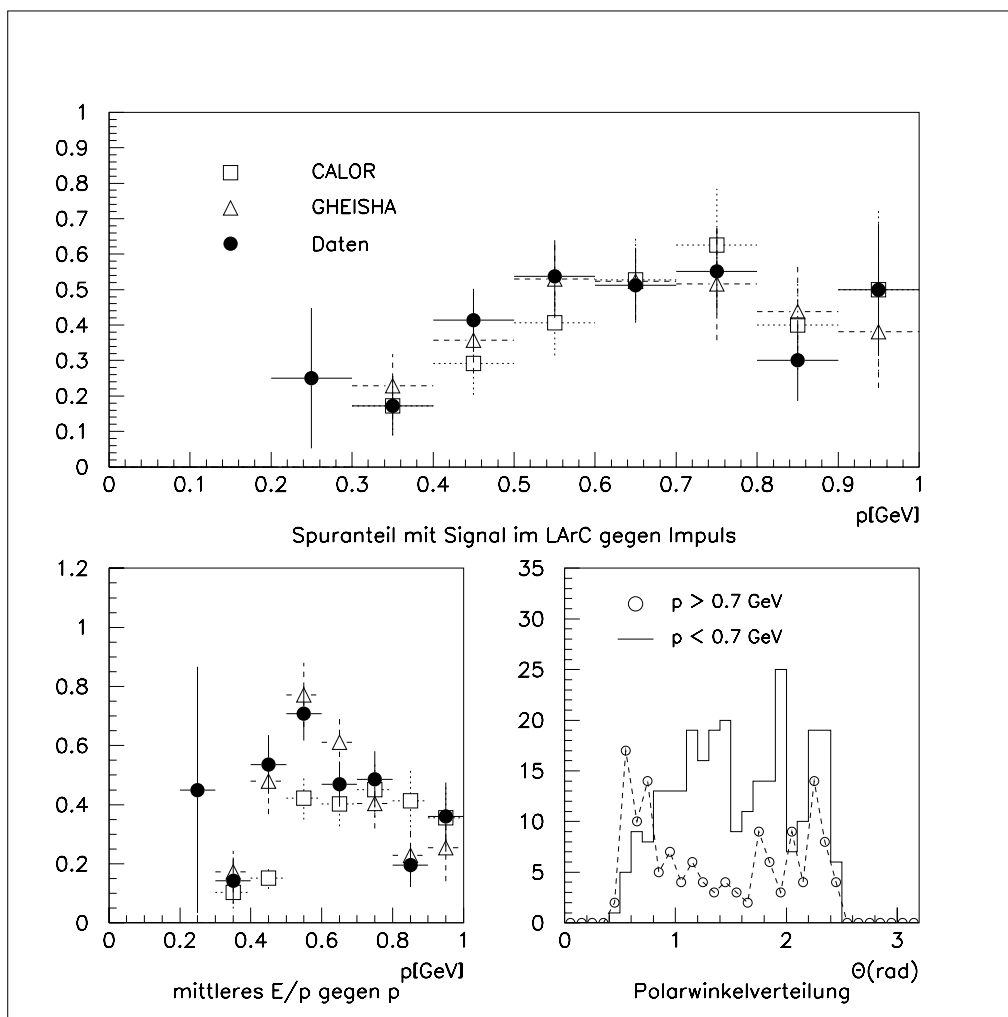 1
0.9
0.8
0.7
0.6
0.5
0.4
0.3
0.2
0.1
0
CALOR
GHEISHA
Daten
0 0.1 0.2 0.3 0.4 0.5 0.6 0.7 0.8 0.9 1
p[GeV]
Spuranteil mit Signal im LArC gegen Impuls
1.2
1
0.8
0.6
0.4
0.2
0
0 0.2 0.4 0.6 0.8 1
p[GeV]
mittleres E/p gegen p
35
30
25
20
15
10
5
0
p > 0.7 GeV
p < 0.7 GeV
0 1 2 3
Θ(rad)
Polarwinkelverteilung